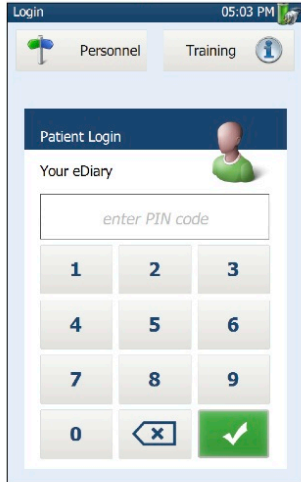 Login 05:03 PM
Personnel Training
Patient Login
Your eDiary
enter PIN code
1 2 3
4 5 6
7 8 9
0